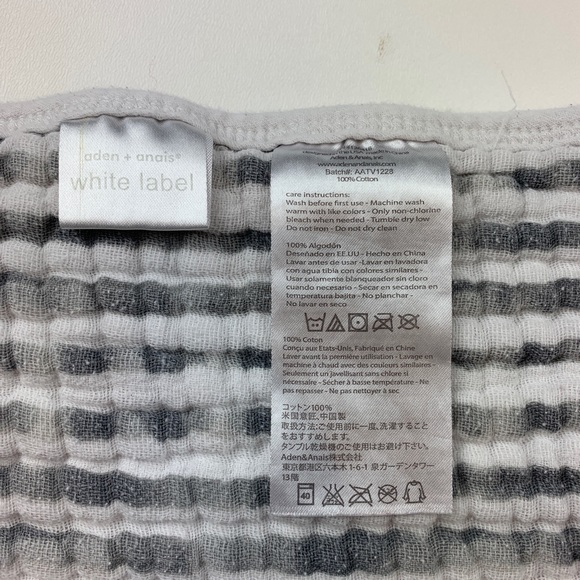 aden + anais®
white label
Aden & Anais, Inc
www.adenandanais.com
Batch#: AATV1228
100% Cotton
care instructions:
Wash before first use - Machine wash
warm with like colors - Only non-chlorine
bleach when needed - Tumble dry low
Do not iron - Do not dry clean
100% Algodón
Deseñado en EE.UU - Hecho en China
Lavar antes de usar -Lavar en lavadora
con agua tibia con colores similares -
Usar solamente blanqueador sin cloro
cuando necesario - Secar en secadora en
temperatura bajita - No planchar -
No lavar en seco
100% Coton
Conçu aux Etats-Unis, Fabriqué en Chine
Laver avant la première utilisation - Lavage en
machine à chaud avec des couleurs similaires -
Seulement un javellisant sans chlore si
nécessaire - Sécher à basse température - Ne
pas repasser - Ne pas nettoyer à sec
コットン100%
米国意匠、中国製
取扱方法:ご使用前に一度、洗濯すること
をおすすめします。
タンブル乾燥機のご使用はお控え下さい。
Aden&Anais株式会社
東京都港区六本木1-6-1 泉ガーデンタワー
13階
40